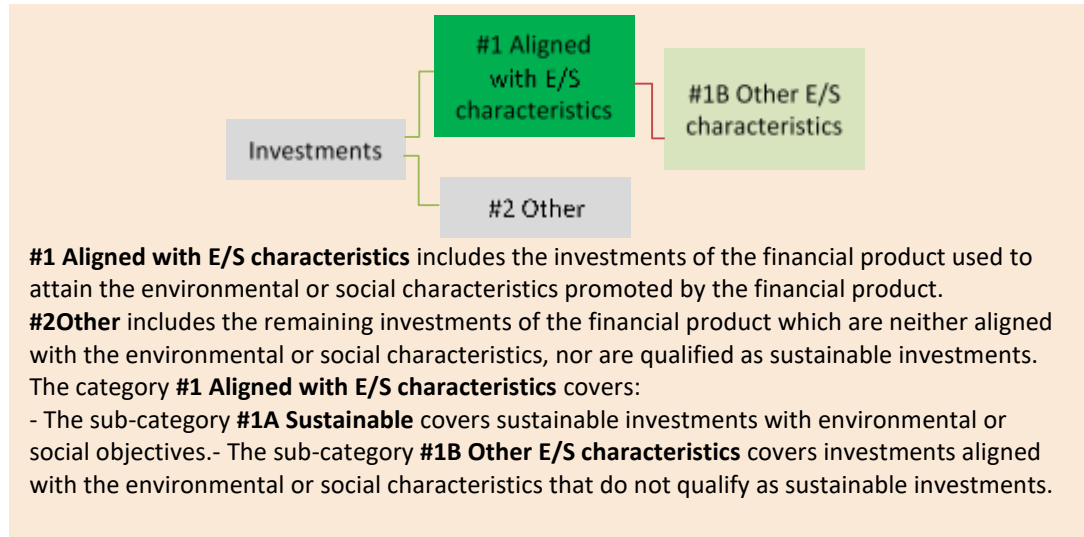 #1 Aligned
with E/S
characteristics
#1B Other E/S
characteristics
Investments
#2 Other
#1 Aligned with E/S characteristics includes the investments of the financial product used to
attain the environmental or social characteristics promoted by the financial product.
#2Other includes the remaining investments of the financial product which are neither aligned
with the environmental or social characteristics, nor are qualified as sustainable investments.
The category #1 Aligned with E/S characteristics covers:
- The sub-category #1A Sustainable covers sustainable investments with environmental or
social objectives.- The sub-category #1B Other E/S characteristics covers investments aligned
with the environmental or social characteristics that do not qualify as sustainable investments.